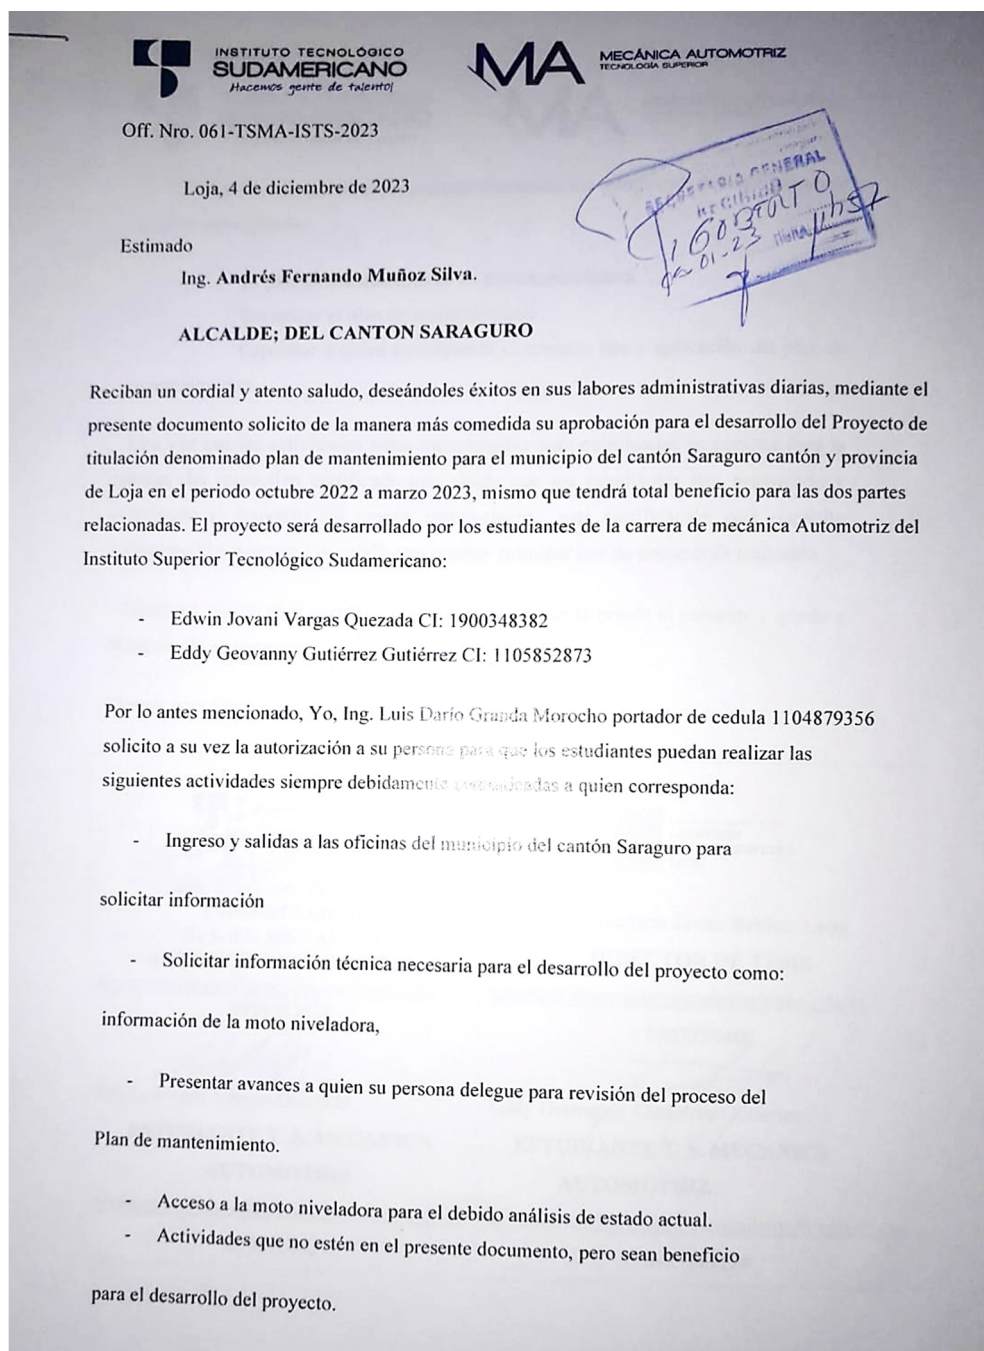 INSTITUTO TECNOLÓGICO
SUDAMERICANO
Hacemos gente de talento!
MA
MECÁNICA AUTOMOTRIZ
TECNOLOGÍA SUPERIOR
Off. Nro. 061-TSMA-ISTS-2023
SECRETARIA GENERAL
RECIBIDO
01-23
11h57
Loja, 4 de diciembre de 2023
Estimado
Ing. Andrés Fernando Muñoz Silva.
ALCALDE; DEL CANTON SARAGURO
Reciban un cordial y atento saludo, deseándoles éxitos en sus labores administrativas diarias, mediante el
presente documento solicito de la manera más comedida su aprobación para el desarrollo del Proyecto de
titulación denominado plan de mantenimiento para el municipio del cantón Saraguro cantón y provincia
de Loja en el periodo octubre 2022 a marzo 2023, mismo que tendrá total beneficio para las dos partes
relacionadas. El proyecto será desarrollado por los estudiantes de la carrera de mecánica Automotriz del
Instituto Superior Tecnológico Sudamericano:
- Edwin Jovani Vargas Quezada CI: 1900348382
- Eddy Geovanny Gutiérrez Gutiérrez CI: 1105852873
Por lo antes mencionado, Yo, Ing. Luis Darío Granda Morocho portador de cedula 1104879356
solicito a su vez la autorización a su persona para que los estudiantes puedan realizar las
siguientes actividades siempre debidamente a quien corresponda:
- Ingreso y salidas a las oficinas del municipio del cantón Saraguro para
solicitar información
- Solicitar información técnica necesaria para el desarrollo del proyecto como:
información de la moto niveladora,
- Presentar avances a quien su persona delegue para revisión del proceso del
Plan de mantenimiento.
- Acceso a la moto niveladora para el debido análisis de estado actual.
- Actividades que no estén en el presente documento, pero sean beneficio
para el desarrollo del proyecto.